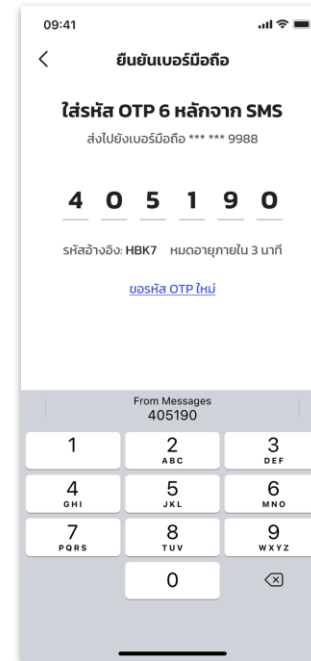 09:41
ยืนยันเบอร์มือถือ
ใส่รหัส OTP 6 หลักจาก SMS
ส่งไปยังเบอร์มือถือ *** *** 9988
4 0 5 1 9 0
รหัสอ้างอิง: HBK7 หมดอายุภายใน 3 นาที
ขอรหัส OTP ใหม่
From Messages
405190
1 2 3
ABC DEF
4 5 6
GHI JKL MNO
7 8 9
PQRS TUV WXYZ
0